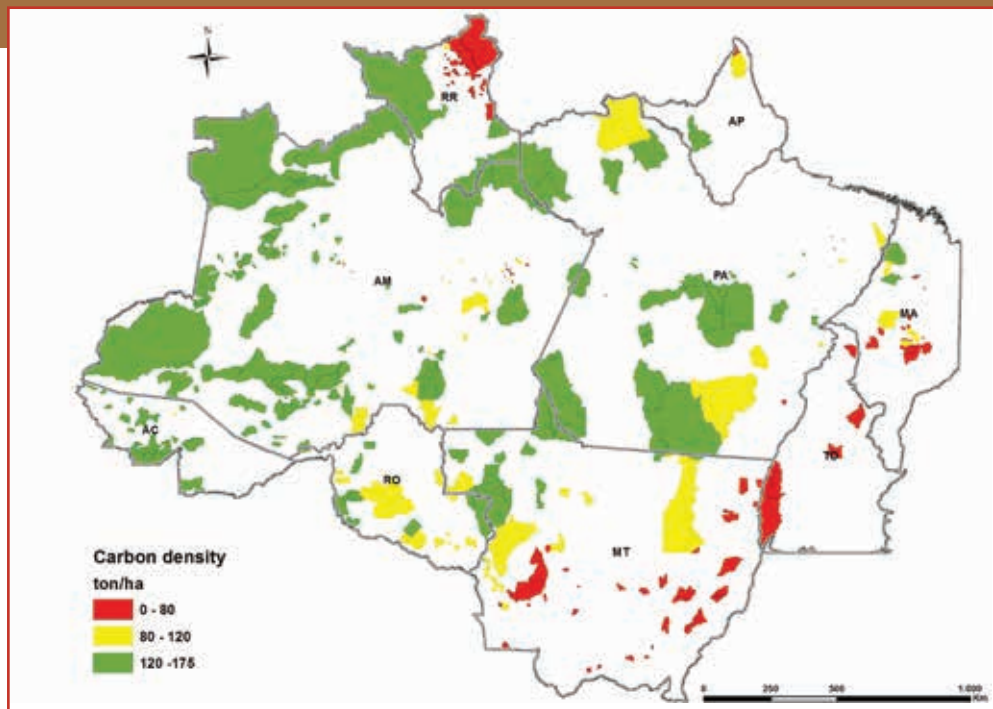 N
RR
AP
AM
PA
MA
AC
TO
RO
MT
Carbon density
ton/ha
0 - 80
80 - 120
120 -175
0 250 500 1.000
Km